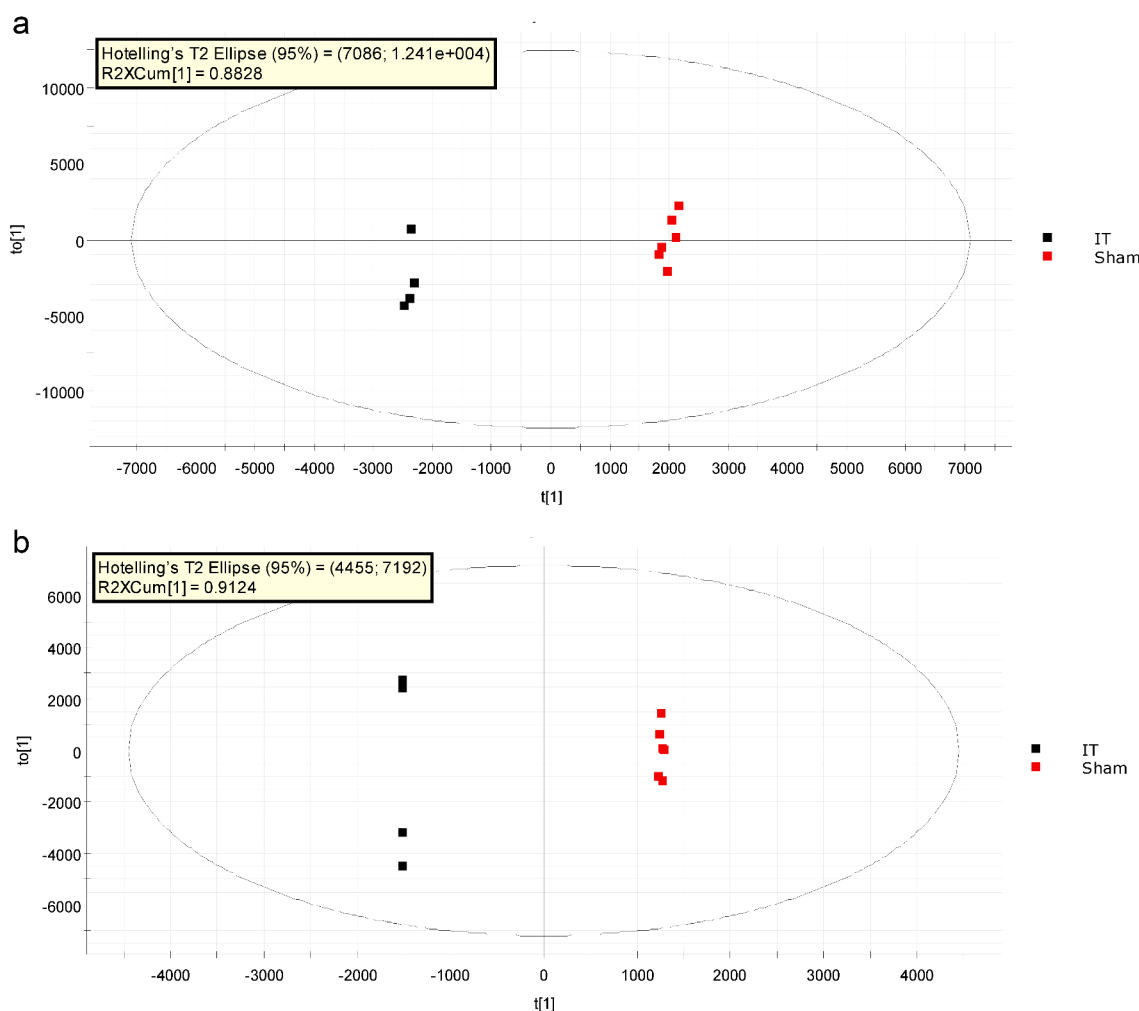 a
Hotelling's T2 Ellipse (95%) = (7086; 1.241e+004)
R2XCum[1] = 0.8828
10000
5000
0
-5000
-10000
to[1]
-7000 -6000 -5000 -4000 -3000 -2000 -1000 0 1000 2000 3000 4000 5000 6000 7000
t[1]
IT
Sham
b
Hotelling's T2 Ellipse (95%) = (4455; 7192)
R2XCum[1] = 0.9124
6000
4000
2000
0
-2000
-4000
-6000
to[1]
-4000 -3000 -2000 -1000 0 1000 2000 3000 4000
t[1]
IT
Sham